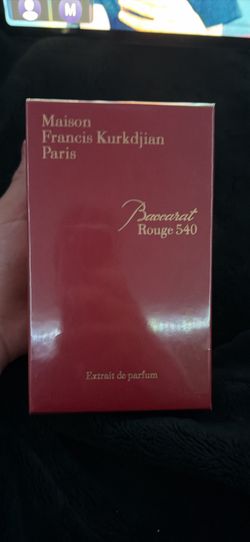 M
Maison
Francis Kurkdjian
Paris
Baccarat
Rouge 540
Extrait de parfum